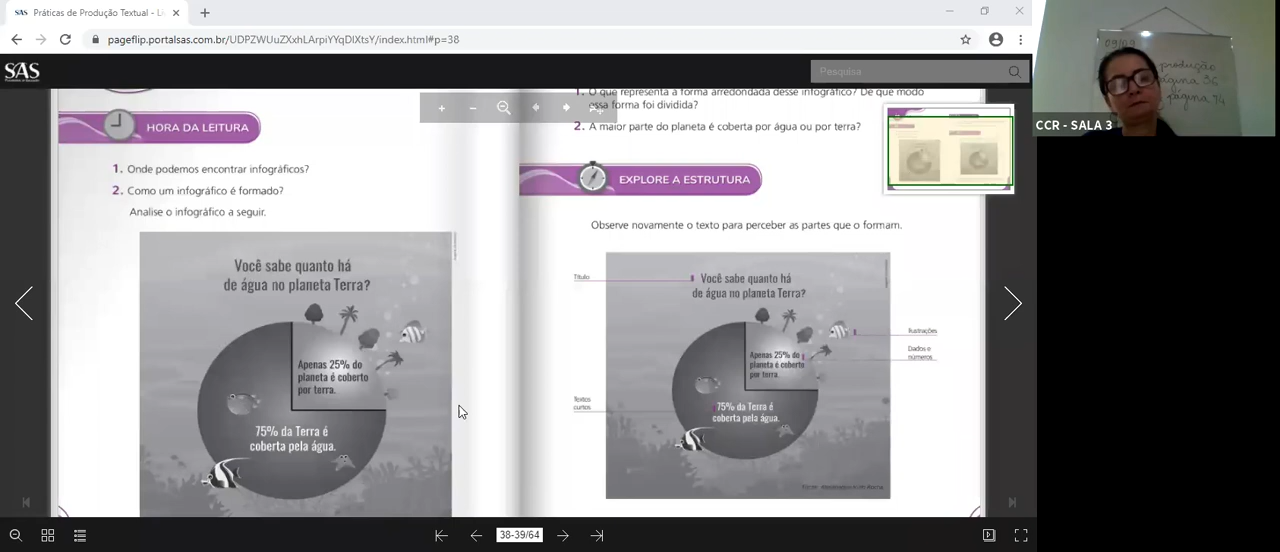 SAS Práticas de Produção Textual - L
pageflip.portalsas.com.br/UDPZWUuZXxhLArpiYYqDIXtsY/index.html#p=38
SAS
Pesquisa
HORA DA LEITURA
1. Onde podemos encontrar infográficos?
2. Como um infográfico é formado?
Analise o infográfico a seguir.
Você sabe quanto há
de água no planeta Terra?
Apenas 25% do
planeta é coberto
por terra.
75% da Terra é
coberta pela água.
1. O que representa a forma arredondada desse infográfico? De que modo
essa forma foi dividida?
2. A maior parte do planeta é coberta por água ou por terra?
EXPLORE A ESTRUTURA
Observe novamente o texto para perceber as partes que o formam.
Título
Você sabe quanto há
de água no planeta Terra?
Ilustrações
Dados e
números
Apenas 25% do
planeta é coberto
por terra.
Textos
curtos
75% da Terra é
coberta pela água.
38-39/64
09/09
produção
página 36
página 74
CCR - SALA 3